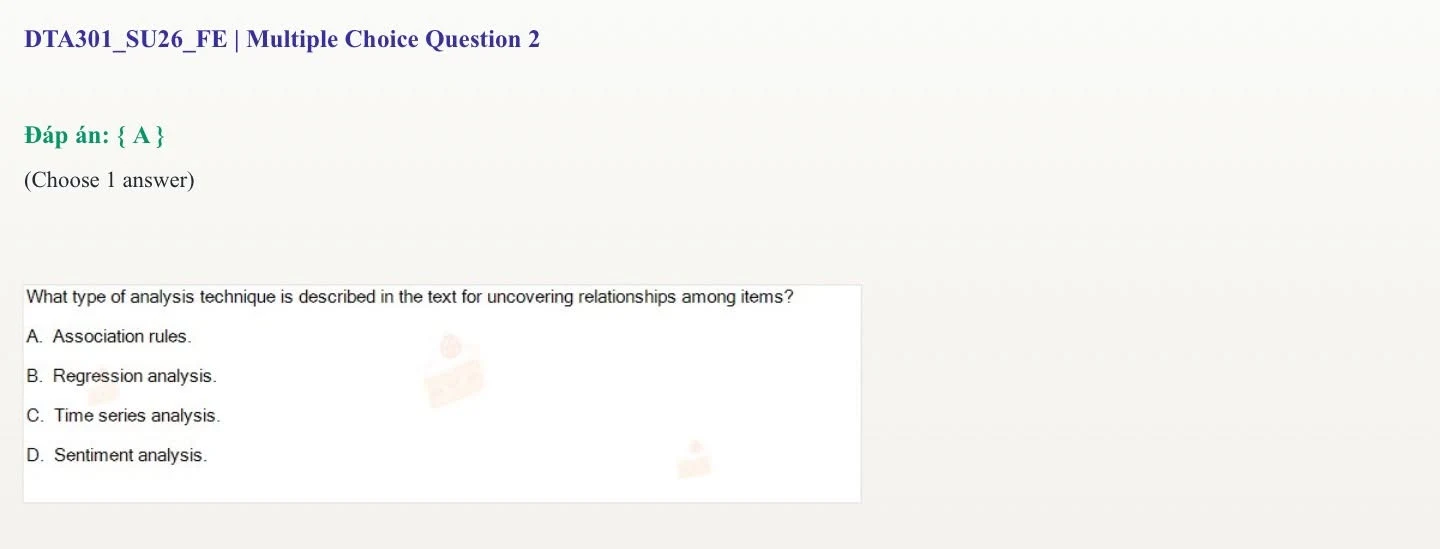 DTA301_SU26_FE | Multiple Choice Question 2
Đáp án: { A }
(Choose 1 answer)
What type of analysis technique is described in the text for uncovering relationships among items?
A. Association rules.
B. Regression analysis.
C. Time series analysis.
D. Sentiment analysis.